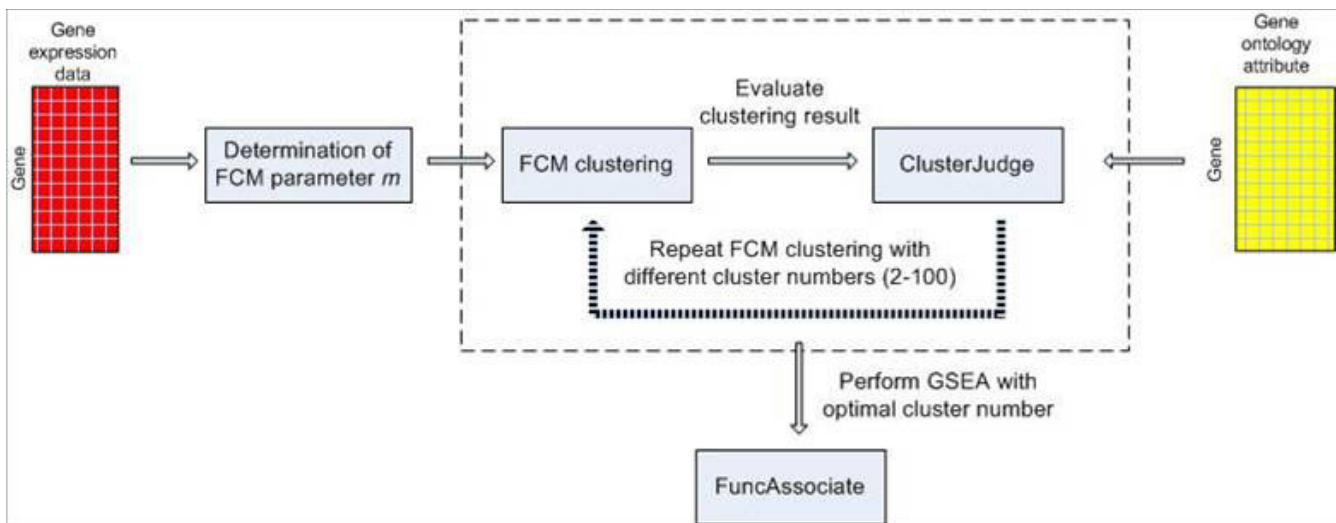 Gene
expression
data
Gene
Determination of
FCM parameter m
FCM clustering
Evaluate
clustering result
ClusterJudge
Repeat FCM clustering with
different cluster numbers (2-100)
Gene
ontology
attribute
Gene
Perform GSEA with
optimal cluster number
FuncAssociate